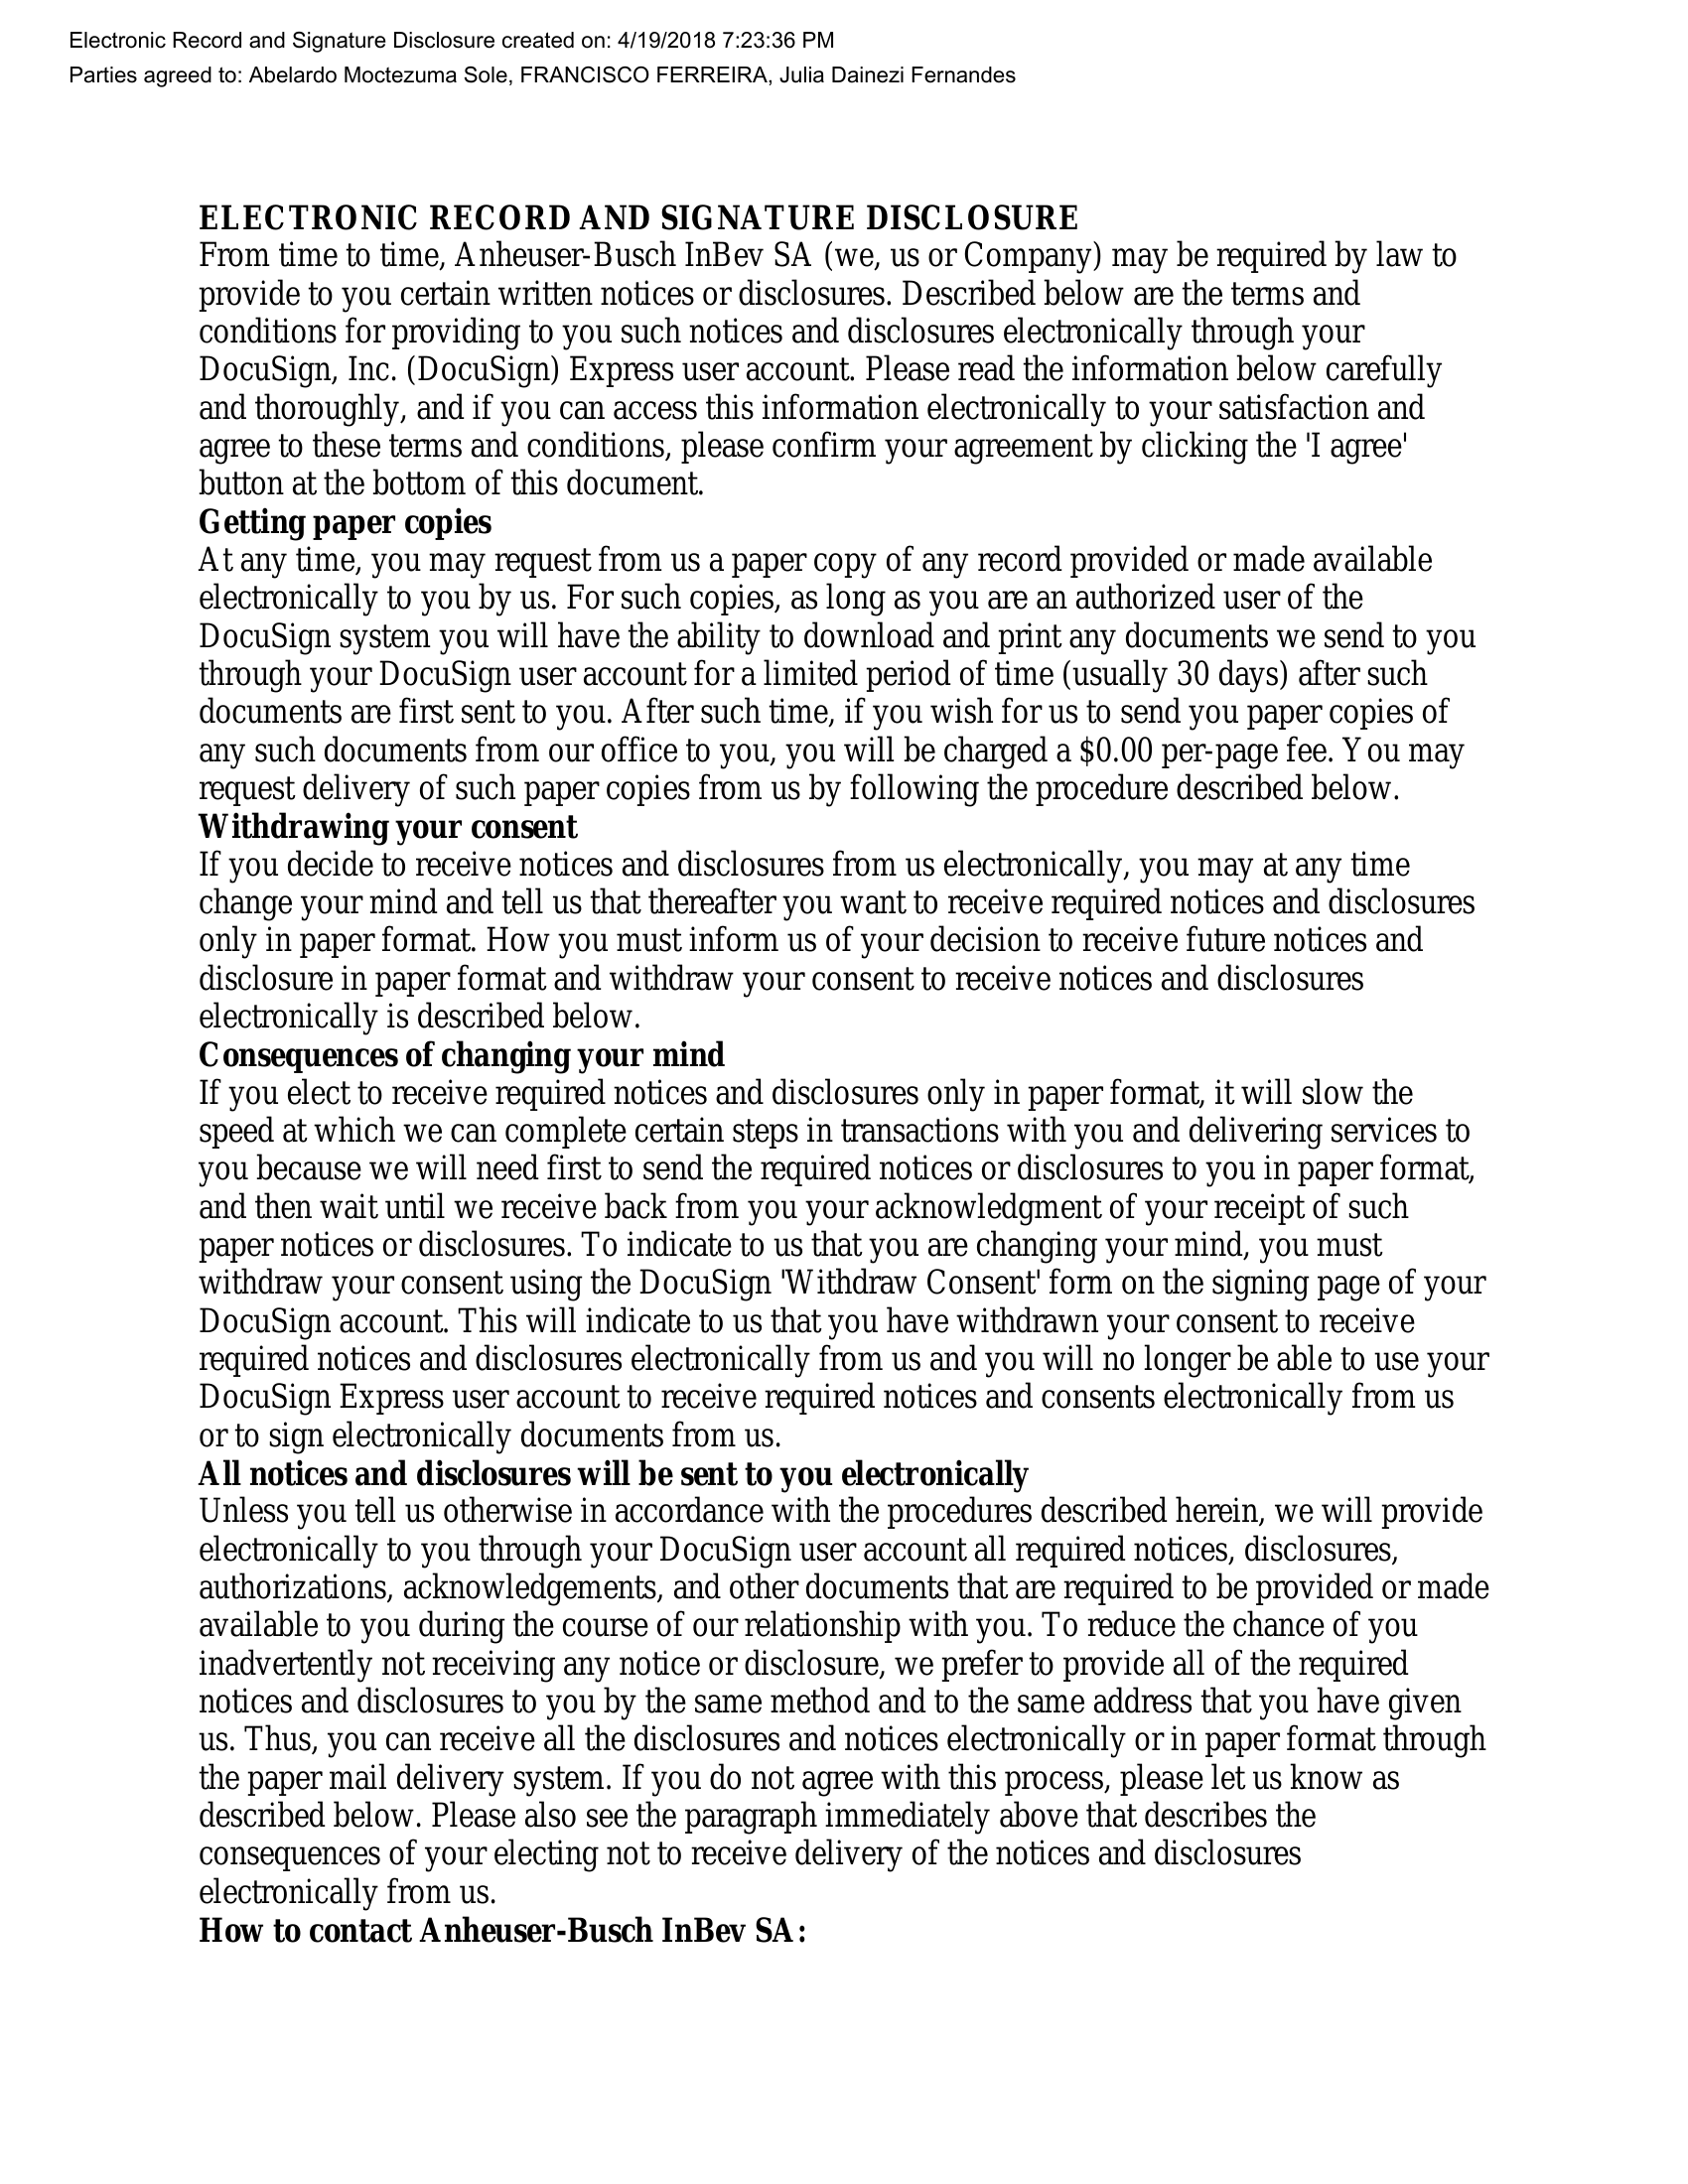 Electronic Record and Signature Disclosure created on: 4/19/2018 7:23:36 PM
Parties agreed to: Abelardo Moctezuma Sole, FRANCISCO FERREIRA, Julia Dainezi Fernandes
ELECTRONIC RECORD AND SIGNATURE DISCLOSURE
From time to time, Anheuser-Busch InBev SA (we, us or Company) may be required by law to
provide to you certain written notices or disclosures. Described below are the terms and
conditions for providing to you such notices and disclosures electronically through your
DocuSign, Inc. (DocuSign) Express user account. Please read the information below carefully
and thoroughly, and if you can access this information electronically to your satisfaction and
agree to these terms and conditions, please confirm your agreement by clicking the 'I agree'
button at the bottom of this document.
Getting paper copies
At any time, you may request from us a paper copy of any record provided or made available
electronically to you by us. For such copies, as long as you are an authorized user of the
DocuSign system you will have the ability to download and print any documents we send to you
through your DocuSign user account for a limited period of time (usually 30 days) after such
documents are first sent to you. After such time, if you wish for us to send you paper copies of
any such documents from our office to you, you will be charged a $0.00 per-page fee. You may
request delivery of such paper copies from us by following the procedure described below.
Withdrawing your consent
If you decide to receive notices and disclosures from us electronically, you may at any time
change your mind and tell us that thereafter you want to receive required notices and disclosures
only in paper format. How you must inform us of your decision to receive future notices and
disclosure in paper format and withdraw your consent to receive notices and disclosures
electronically is described below.
Consequences of changing your mind
If you elect to receive required notices and disclosures only in paper format, it will slow the
speed at which we can complete certain steps in transactions with you and delivering services to
you because we will need first to send the required notices or disclosures to you in paper format,
and then wait until we receive back from you your acknowledgment of your receipt of such
paper notices or disclosures. To indicate to us that you are changing your mind, you must
withdraw your consent using the DocuSign 'Withdraw Consent' form on the signing page of your
DocuSign account. This will indicate to us that you have withdrawn your consent to receive
required notices and disclosures electronically from us and you will no longer be able to use your
DocuSign Express user account to receive required notices and consents electronically from us
or to sign electronically documents from us.
All notices and disclosures will be sent to you electronically
Unless you tell us otherwise in accordance with the procedures described herein, we will provide
electronically to you through your DocuSign user account all required notices, disclosures,
authorizations, acknowledgements, and other documents that are required to be provided or made
available to you during the course of our relationship with you. To reduce the chance of you
inadvertently not receiving any notice or disclosure, we prefer to provide all of the required
notices and disclosures to you by the same method and to the same address that you have given
us. Thus, you can receive all the disclosures and notices electronically or in paper format through
the paper mail delivery system. If you do not agree with this process, please let us know as
described below. Please also see the paragraph immediately above that describes the
consequences of your electing not to receive delivery of the notices and disclosures
electronically from us.
How to contact Anheuser-Busch InBev SA: